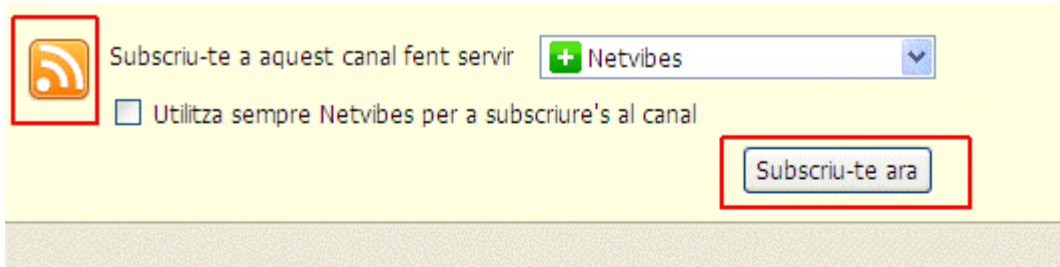 Subscriu-te a aquest canal fent servir Netvibes
Utilitza sempre Netvibes per a subscriure's al canal
Subscriu-te ara